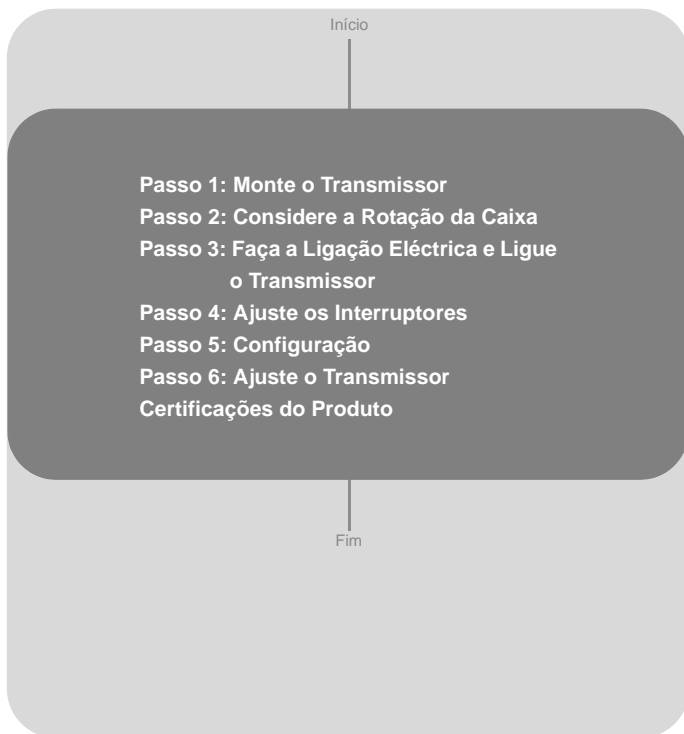 Início
Passo 1: Monte o Transmissor
Passo 2: Considere a Rotação da Caixa
Passo 3: Faça a Ligação Eléctrica e Ligue
o Transmissor
Passo 4: Ajuste os Interruptores
Passo 5: Configuração
Passo 6: Ajuste o Transmissor
Certificações do Produto
Fim